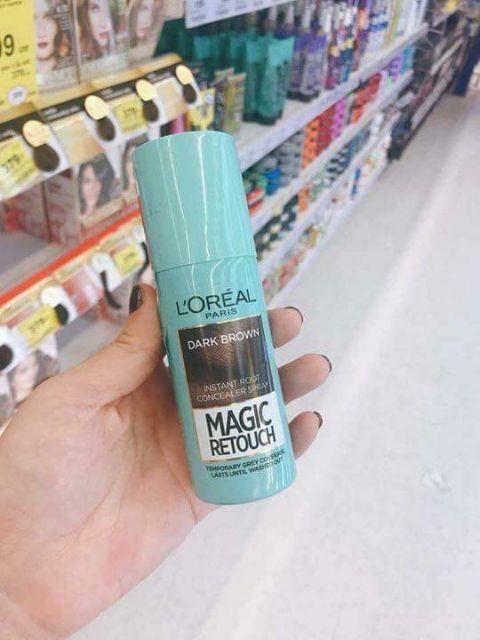 L'ORÉAL
PARIS
DARK BROWN
INSTANT ROOT
CONCEALER SPRAY
MAGIC
RETOUCH
TEMPORARY GREY COVERAGE
LASTS UNTIL WASHED OUT